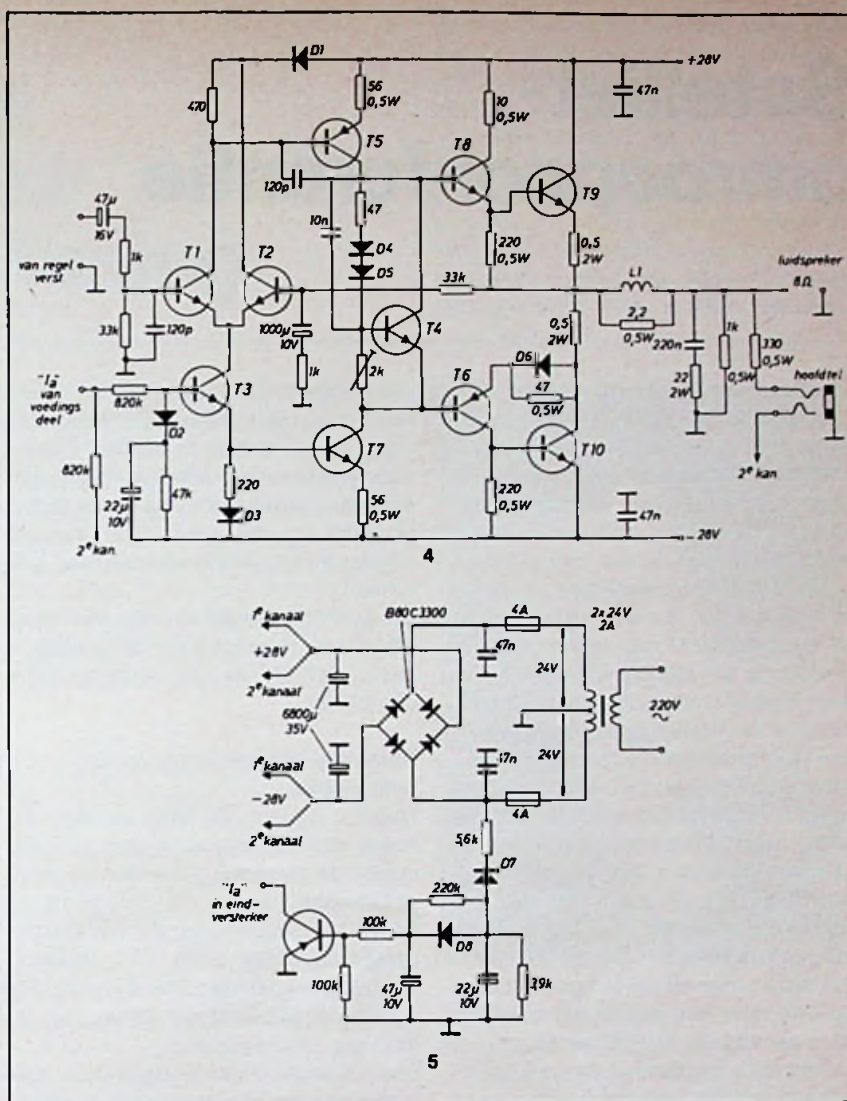 D1
+28V
470
56
0,5W
10
0,5W
47n
T5
T8
T9
47µ
16V
120p
47
10n
220
0,5W
0,5
2W
luidspreker
8Ω
van regel
verst
1k
T1
T2
D4
D5
33k
L1
2,2
0,5W
33k
120p
1000µ
10V
T4
0,5
2W
220n
1k
0,5W
330
0,5W
"Ia"
van
voedings
deel
820k
T3
1k
2k
T6
D6
47
0,5W
22
2W
hoofdtel
D2
T7
T10
820k
22µ
10V
47k
220
D3
56
0,5W
220
0,5W
47n
2e kan
2e kan.
−28V
4
B80C3300
4A
2x24V
2A
1e kanaal
+28V
2e kanaal
47n
24V
6800µ
35V
220V
~
1e kanaal
−28V
2e kanaal
47n
24V
4A
5,6k
D7
"Ia"
in eind-
versterker
220k
100k
D8
100k
47µ
10V
22µ
10V
3,9k
5